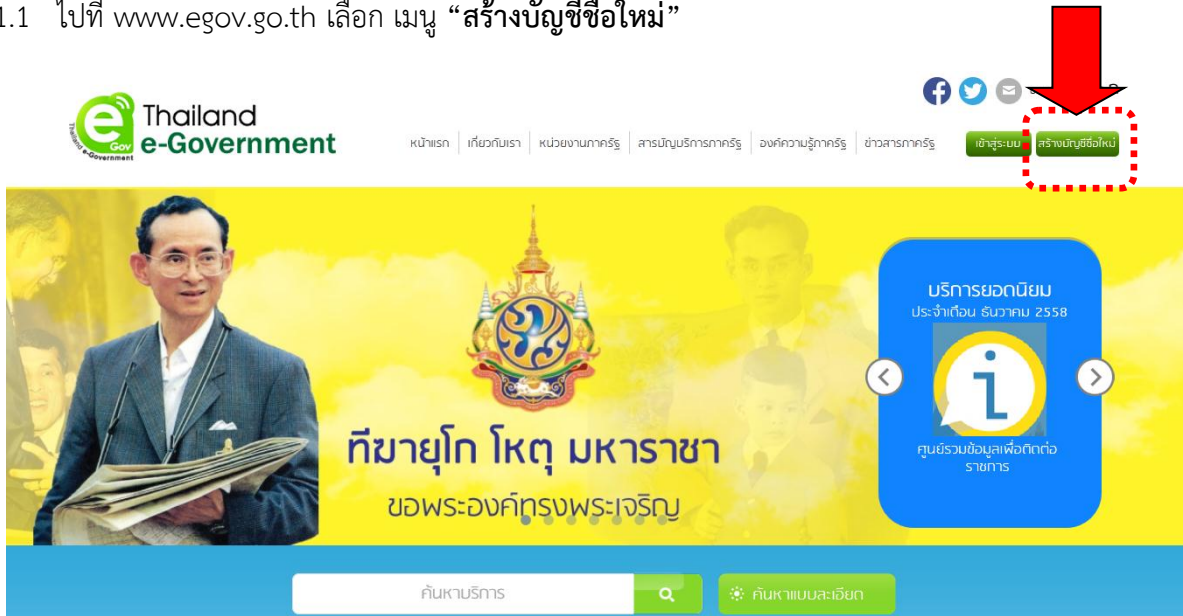 1.1 ไปที่ www.egov.go.th เลือก เมนู “สร้างบัญชีชื่อใหม่”
Thailand
e-Government
e
Gov
Thailand e-Government
หน้าแรก เกี่ยวกับเรา หน่วยงานภาครัฐ สารบัญบริการภาครัฐ องค์ความรู้ภาครัฐ ข่าวสารภาครัฐ เข้าสู่ระบบ สร้างบัญชีชื่อใหม่
บริการยอดนิยม
ประจำเดือน ธันวาคม 2558
ศูนย์รวมข้อมูลเพื่อติดต่อ
ราชการ
ทีฆายุโก โหตุ มหาราชา
ขอพระองค์ทรงพระเจริญ
ค้นหาบริการ ค้นหาแบบละเอียด